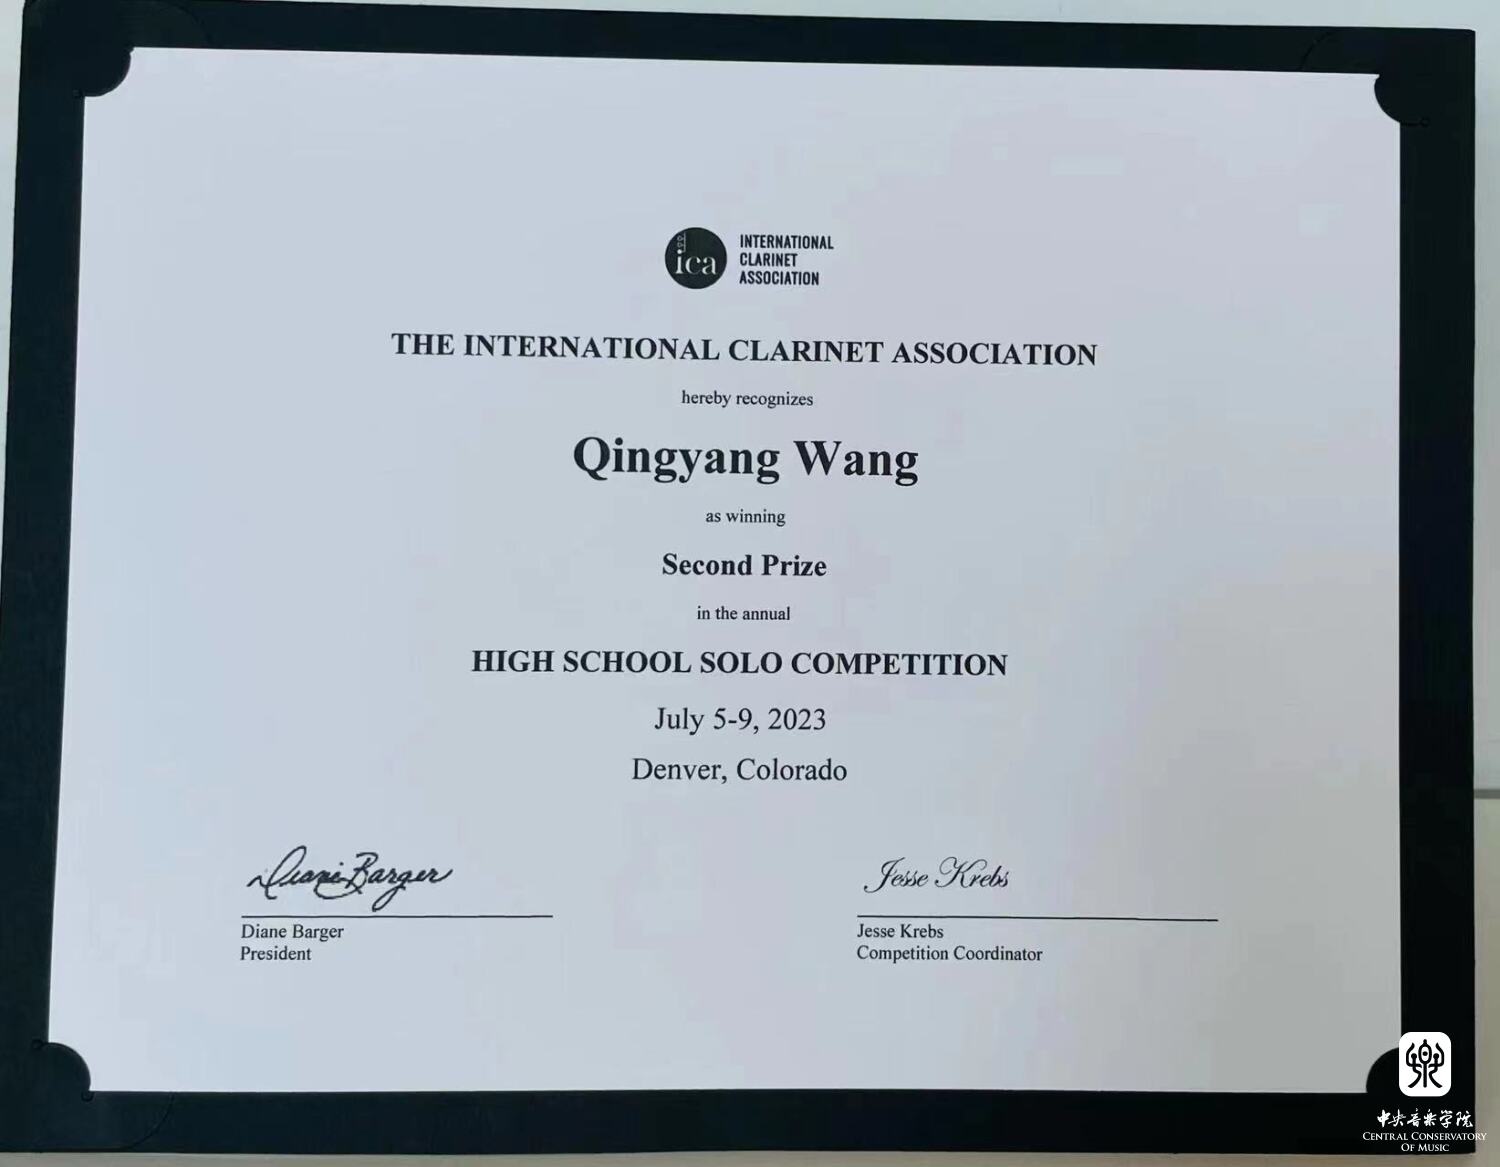 ica
INTERNATIONAL
CLARINET
ASSOCIATION
THE INTERNATIONAL CLARINET ASSOCIATION
hereby recognizes
Qingyang Wang
as winning
Second Prize
in the annual
HIGH SCHOOL SOLO COMPETITION
July 5-9, 2023
Denver, Colorado
Diane Barger
Jesse Krebs
Diane Barger
President
Jesse Krebs
Competition Coordinator
中央音乐学院
CENTRAL CONSERVATORY
OF MUSIC